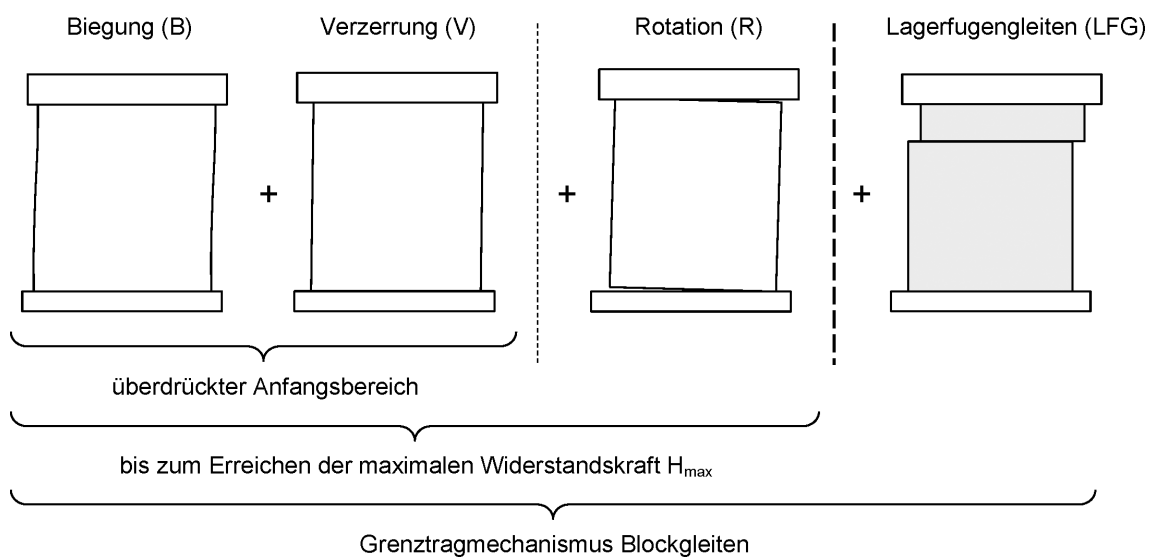 Biegung (B)
Verzerrung (V)
Rotation (R)
Lagerfugengleiten (LFG)
+
+
+
überdrückter Anfangsbereich
bis zum Erreichen der maximalen Widerstandskraft Hmax
Grenztragmechanismus Blockgleiten